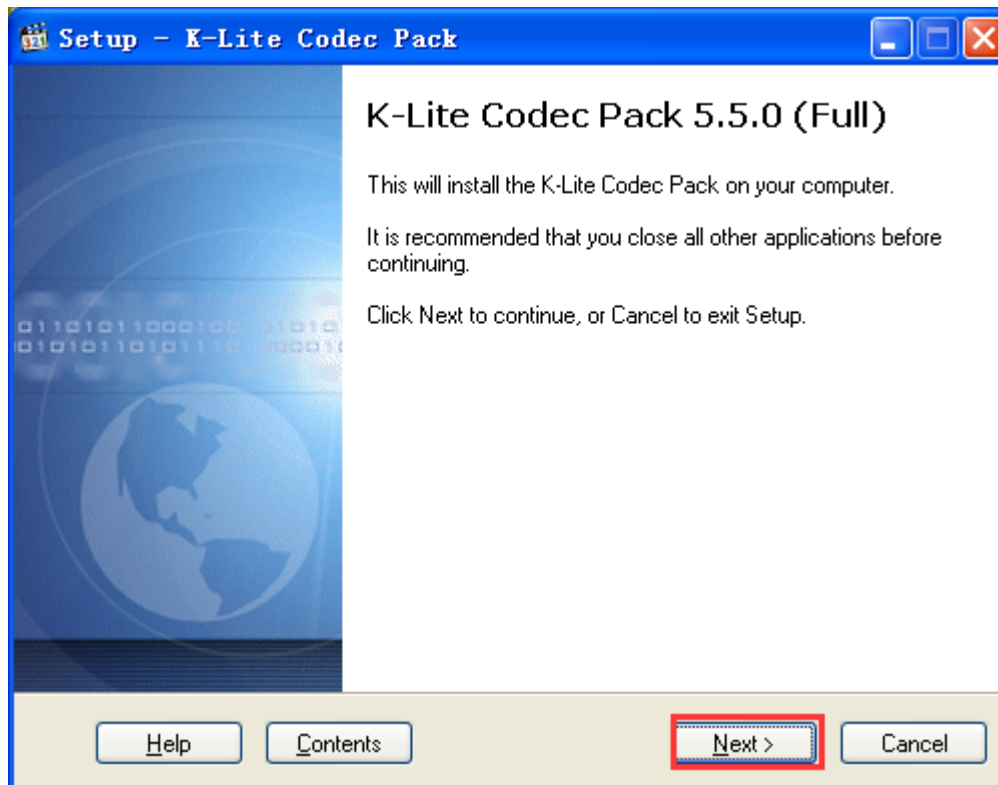 Setup - K-Lite Codec Pack
K-Lite Codec Pack 5.5.0 (Full)
This will install the K-Lite Codec Pack on your computer.
It is recommended that you close all other applications before
continuing.
Click Next to continue, or Cancel to exit Setup.
Help
Contents
Next >
Cancel